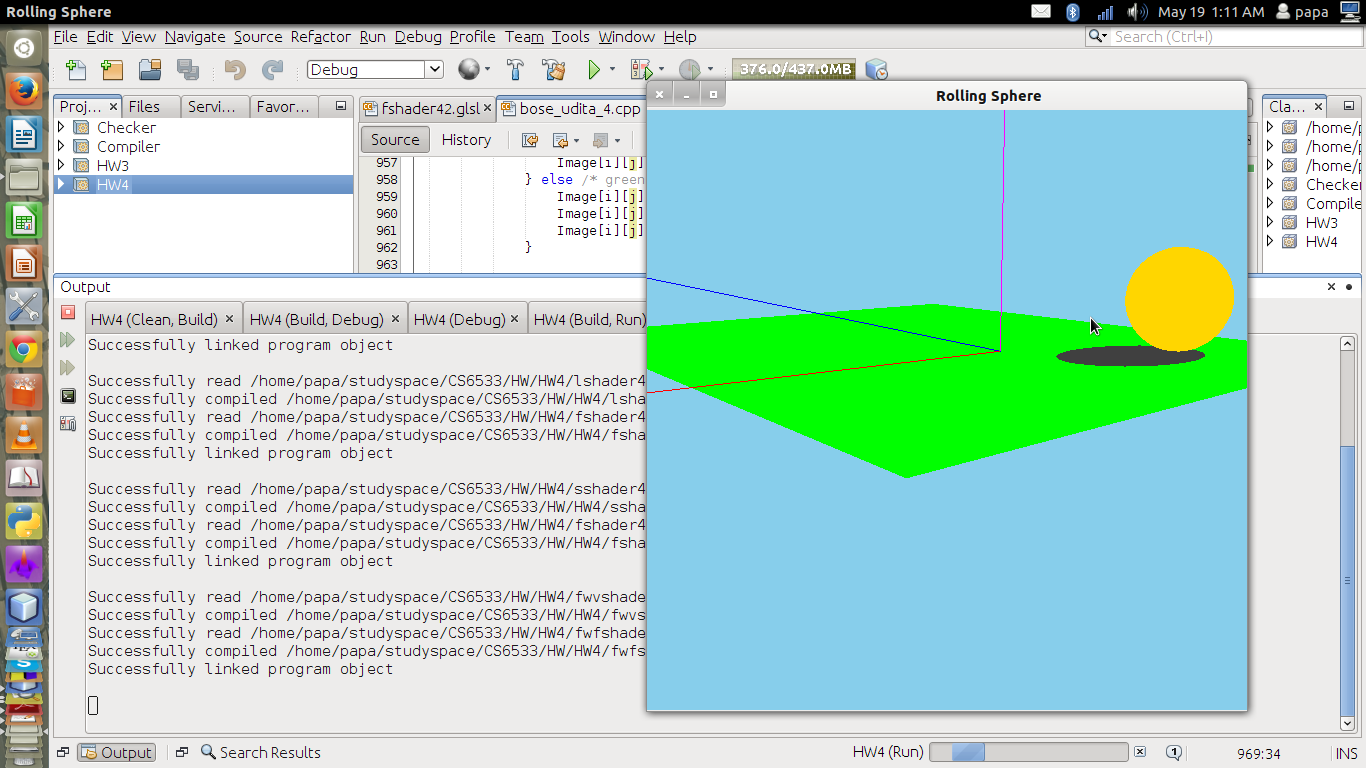 Rolling Sphere
May 19 1:11 AM papa
File Edit View Navigate Source Refactor Run Debug Profile Team Tools Window Help
Search (Ctrl+I)
Debug
376.0/437.0MB
Proj... Files Servi... Favor...
Checker
Compiler
HW3
HW4
fshader42.glsl bose_udita_4.cpp
Source History
957 Image[i][j]
958 } else /* green
959 Image[i][j]
960 Image[i][j]
961 Image[i][j]
962 }
963
Rolling Sphere
Cla...
/home/p
/home/p
/home/p
Checker
Compile
HW3
HW4
Output
HW4 (Clean, Build) HW4 (Build, Debug) HW4 (Debug) HW4 (Build, Run)
Successfully linked program object
Successfully read /home/papa/studyspace/CS6533/HW/HW4/lshader4
Successfully compiled /home/papa/studyspace/CS6533/HW/HW4/lsha
Successfully read /home/papa/studyspace/CS6533/HW/HW4/fshader4
Successfully compiled /home/papa/studyspace/CS6533/HW/HW4/fsha
Successfully linked program object
Successfully read /home/papa/studyspace/CS6533/HW/HW4/sshader4
Successfully compiled /home/papa/studyspace/CS6533/HW/HW4/ssha
Successfully read /home/papa/studyspace/CS6533/HW/HW4/fshader4
Successfully compiled /home/papa/studyspace/CS6533/HW/HW4/fsha
Successfully linked program object
Successfully read /home/papa/studyspace/CS6533/HW/HW4/fwvshade
Successfully compiled /home/papa/studyspace/CS6533/HW/HW4/fwvs
Successfully read /home/papa/studyspace/CS6533/HW/HW4/fwfshade
Successfully compiled /home/papa/studyspace/CS6533/HW/HW4/fwfs
Successfully linked program object
Output Search Results
HW4 (Run)
1
969:34
INS